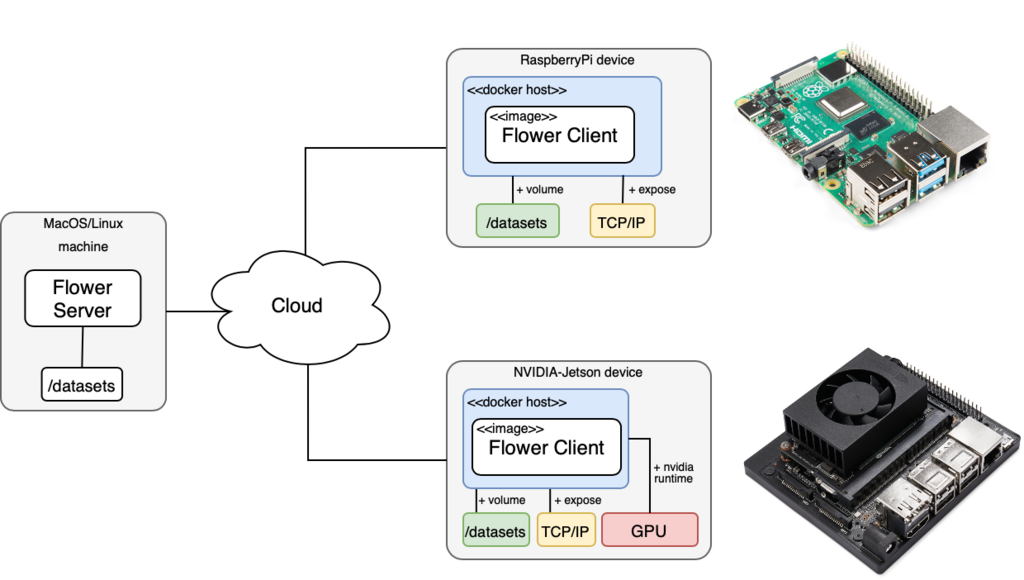 RaspberryPi device
<<docker host>>
<<image>>
Flower Client
+ volume
+ expose
/datasets
TCP/IP
MacOS/Linux
machine
Flower
Server
/datasets
Cloud
NVIDIA-Jetson device
<<docker host>>
<<image>>
Flower Client
+ nvidia
runtime
+ volume
+ expose
/datasets
TCP/IP
GPU
HDMI